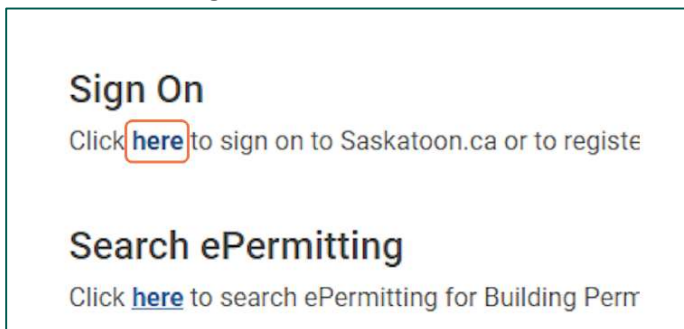 Sign On
Click here to sign on to Saskatoon.ca or to registe
Search ePermitting
Click here to search ePermitting for Building Perm